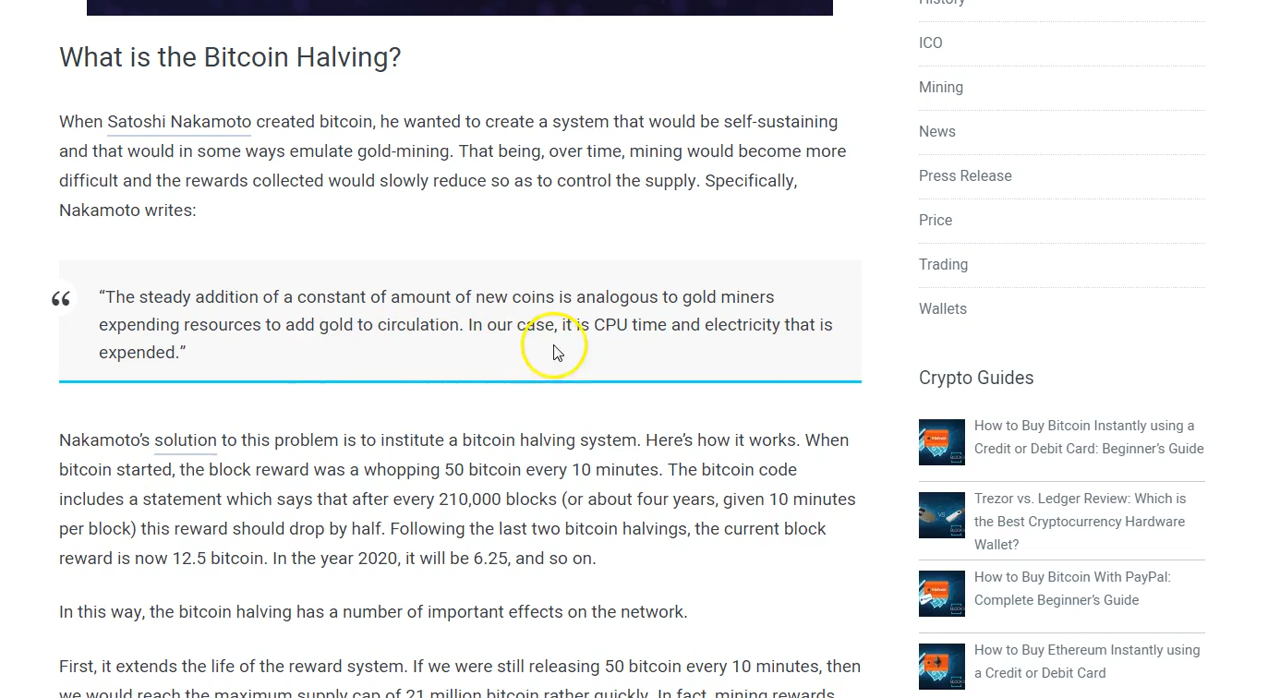 What is the Bitcoin Halving?
When Satoshi Nakamoto created bitcoin, he wanted to create a system that would be self-sustaining
and that would in some ways emulate gold-mining. That being, over time, mining would become more
difficult and the rewards collected would slowly reduce so as to control the supply. Specifically,
Nakamoto writes:
“The steady addition of a constant of amount of new coins is analogous to gold miners
expending resources to add gold to circulation. In our case, it is CPU time and electricity that is
expended.”
Nakamoto’s solution to this problem is to institute a bitcoin halving system. Here’s how it works. When
bitcoin started, the block reward was a whopping 50 bitcoin every 10 minutes. The bitcoin code
includes a statement which says that after every 210,000 blocks (or about four years, given 10 minutes
per block) this reward should drop by half. Following the last two bitcoin halvings, the current block
reward is now 12.5 bitcoin. In the year 2020, it will be 6.25, and so on.
In this way, the bitcoin halving has a number of important effects on the network.
First, it extends the life of the reward system. If we were still releasing 50 bitcoin every 10 minutes, then
we would reach the maximum supply cap of 21 million bitcoin rather quickly. In fact, mining rewards
History
ICO
Mining
News
Press Release
Price
Trading
Wallets
Crypto Guides
How to Buy Bitcoin Instantly using a
Credit or Debit Card: Beginner’s Guide
Trezor vs. Ledger Review: Which is
the Best Cryptocurrency Hardware
Wallet?
How to Buy Bitcoin With PayPal:
Complete Beginner’s Guide
How to Buy Ethereum Instantly using
a Credit or Debit Card